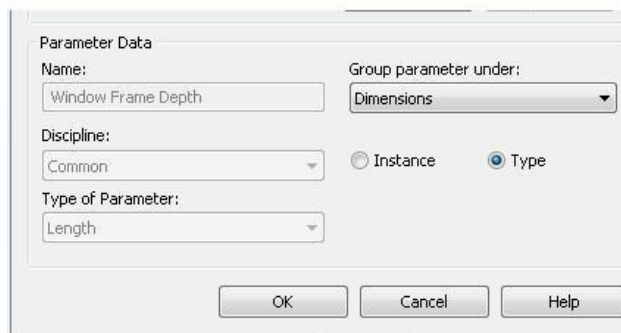 Parameter Data
Name:
Group parameter under:
Window Frame Depth
Dimensions
Discipline:
Common
Instance
Type
Type of Parameter:
Length
OK
Cancel
Help